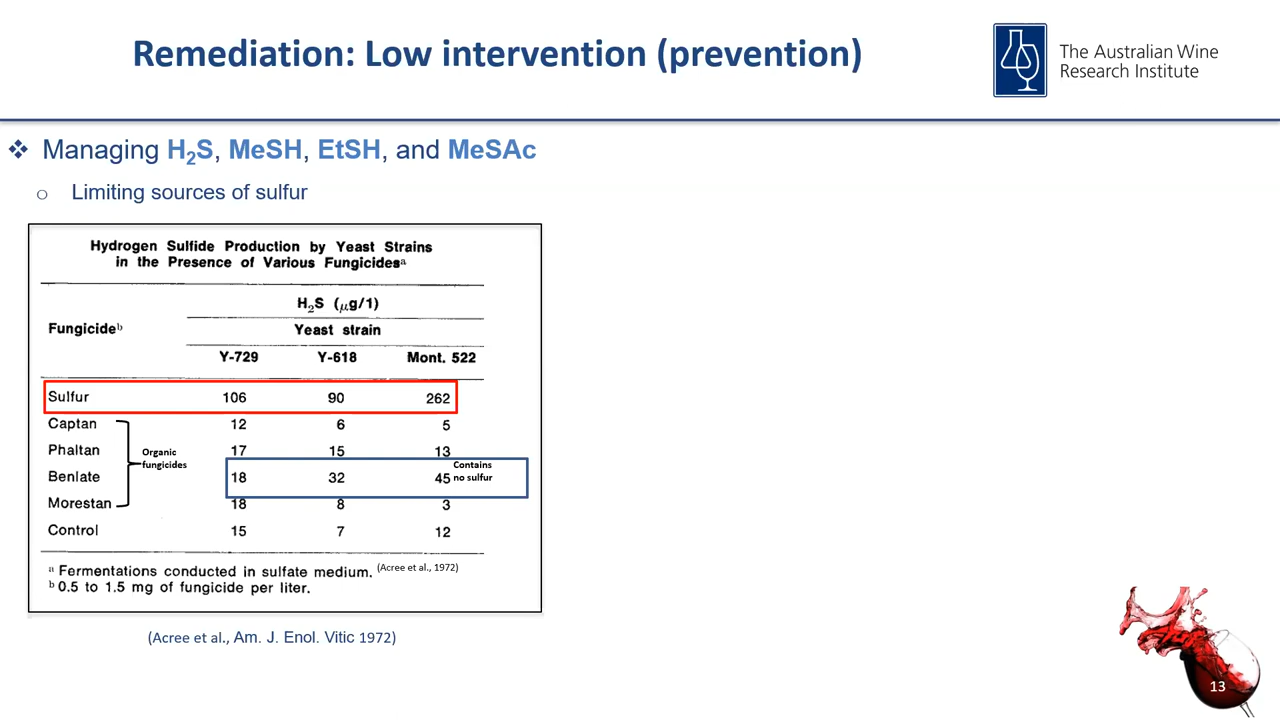 Remediation: Low intervention (prevention)
The Australian Wine
Research Institute
❖ Managing H₂S, MeSH, EtSH, and MeSAc
o Limiting sources of sulfur
Hydrogen Sulfide Production by Yeast Strains
in the Presence of Various Fungicidesᵃ
H₂S (μg/1)
Fungicideᵇ Yeast strain
Y-729 Y-618 Mont. 522
Sulfur 106 90 262
Captan 12 6 5
Phaltan 17 15 13
Organic
fungicides
Contains
no sulfur
Benlate 18 32 45
Morestan 18 8 3
Control 15 7 12
ᵃ Fermentations conducted in sulfate medium. (Acree et al., 1972)
ᵇ 0.5 to 1.5 mg of fungicide per liter.
(Acree et al., Am. J. Enol. Vitic 1972)
13